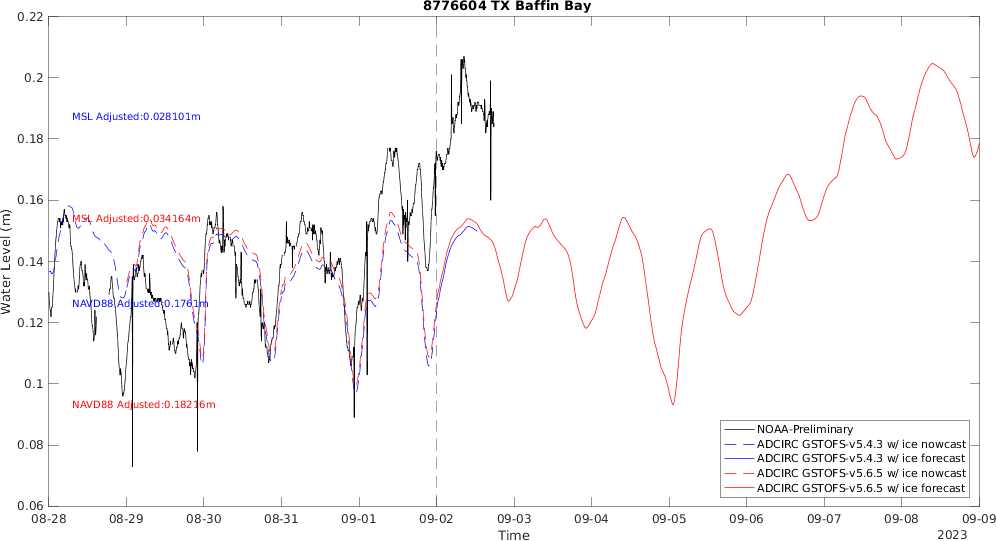 8776604 TX Baffin Bay
0.22
0.2
0.18
0.16
0.14
0.12
0.1
0.08
0.06
Water Level (m)
MSL Adjusted:0.028101m
MSL Adjusted:0.034164m
NAVD88 Adjusted:0.1761m
NAVD88 Adjusted:0.18216m
NOAA-Preliminary
ADCIRC GSTOFS-v5.4.3 w/ ice nowcast
ADCIRC GSTOFS-v5.4.3 w/ ice forecast
ADCIRC GSTOFS-v5.6.5 w/ ice nowcast
ADCIRC GSTOFS-v5.6.5 w/ ice forecast
08-28 08-29 08-30 08-31 09-01 09-02 09-03 09-04 09-05 09-06 09-07 09-08 09-09
Time
2023